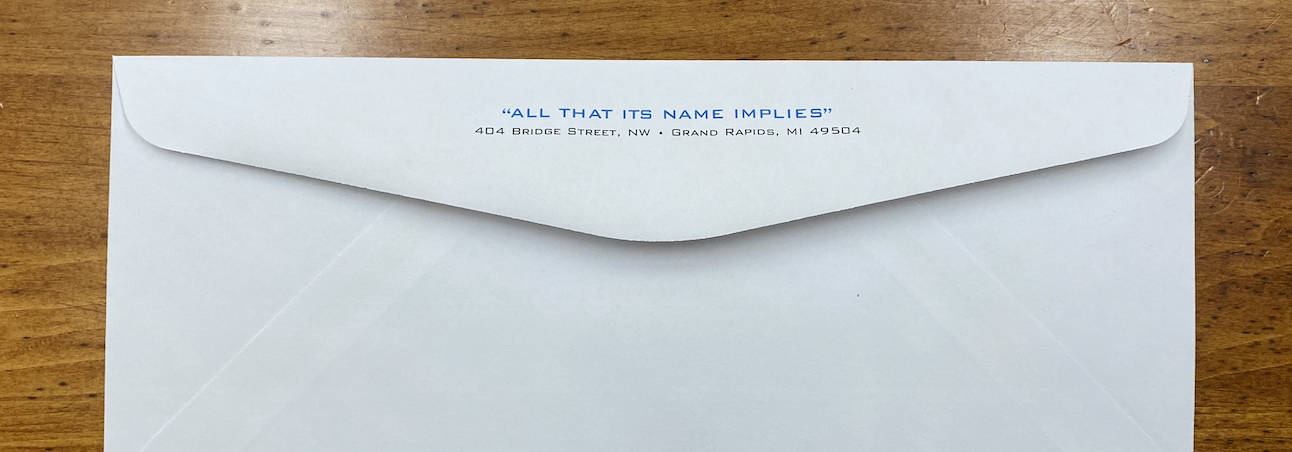 “ALL THAT ITS NAME IMPLIES”
404 BRIDGE STREET, NW • GRAND RAPIDS, MI 49504